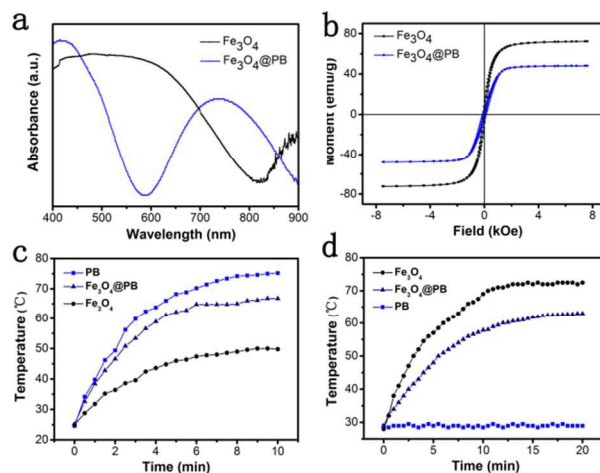 a
Fe3O4
Fe3O4@PB
Absorbance (a.u.)
400 500 600 700 800 900
Wavelength (nm)
b
Fe3O4
Fe3O4@PB
Moment (emu/g)
80
40
0
-40
-80
-8 -4 0 4 8
Field (kOe)
c
PB
Fe3O4@PB
Fe3O4
Temperature (℃)
80
70
60
50
40
30
20
0 2 4 6 8 10
Time (min)
d
Fe3O4
Fe3O4@PB
PB
Temperature (℃)
80
70
60
50
40
30
0 5 10 15 20
Time (min)